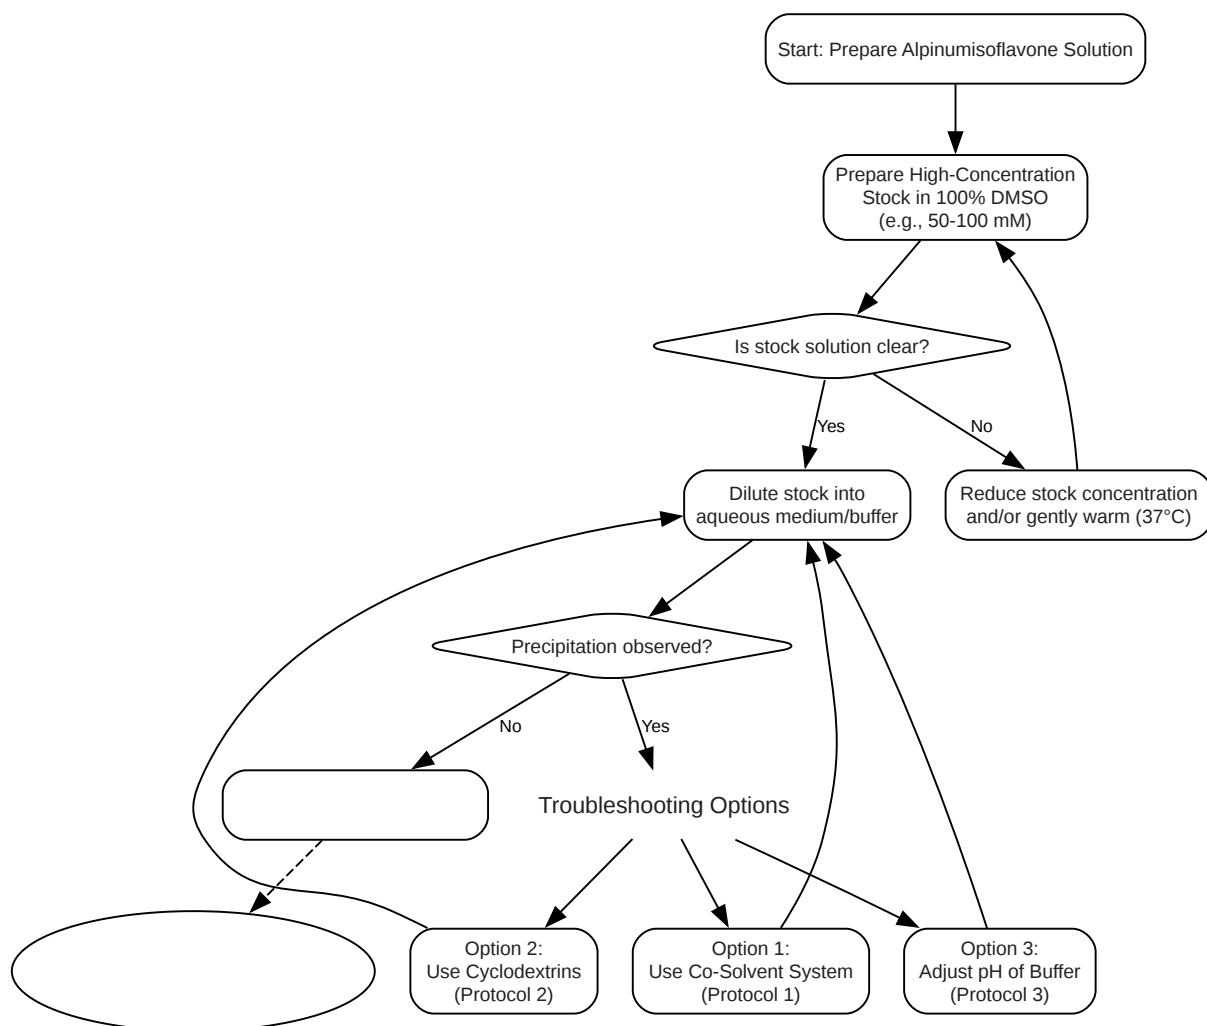 Start: Prepare Alpinumisoflavone Solution
Prepare High-Concentration
Stock in 100% DMSO
(e.g., 50-100 mM)
Is stock solution clear?
Yes
No
Dilute stock into
aqueous medium/buffer
Reduce stock concentration
and/or gently warm (37°C)
Precipitation observed?
No
Yes
Troubleshooting Options
Option 2:
Use Cyclodextrins
(Protocol 2)
Option 1:
Use Co-Solvent System
(Protocol 1)
Option 3:
Adjust pH of Buffer
(Protocol 3)